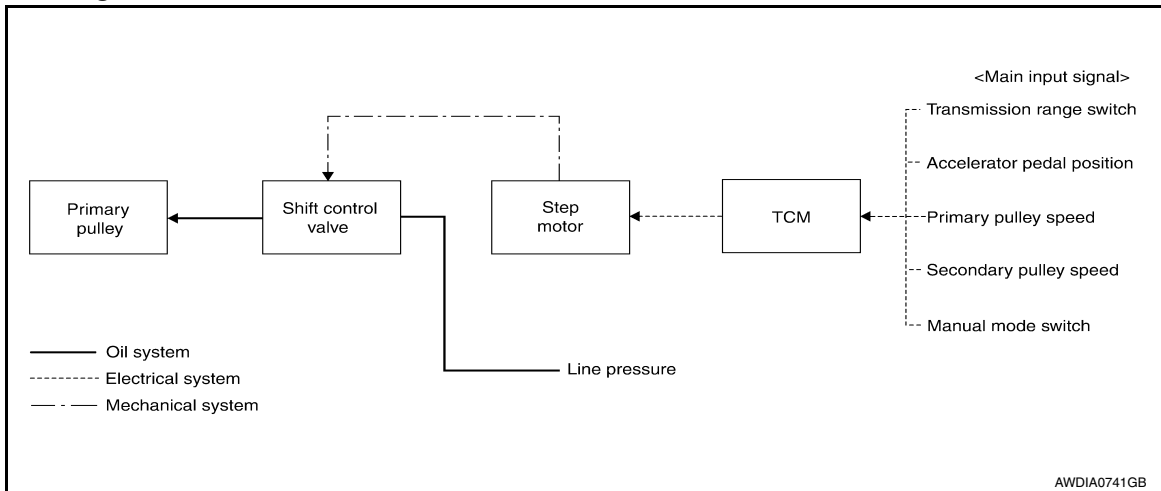 <Main input signal>
Transmission range switch
Accelerator pedal position
Primary
pulley
Shift control
valve
Step
motor
TCM
Primary pulley speed
Secondary pulley speed
Manual mode switch
Oil system
Line pressure
Electrical system
Mechanical system
AWDIA0741GB